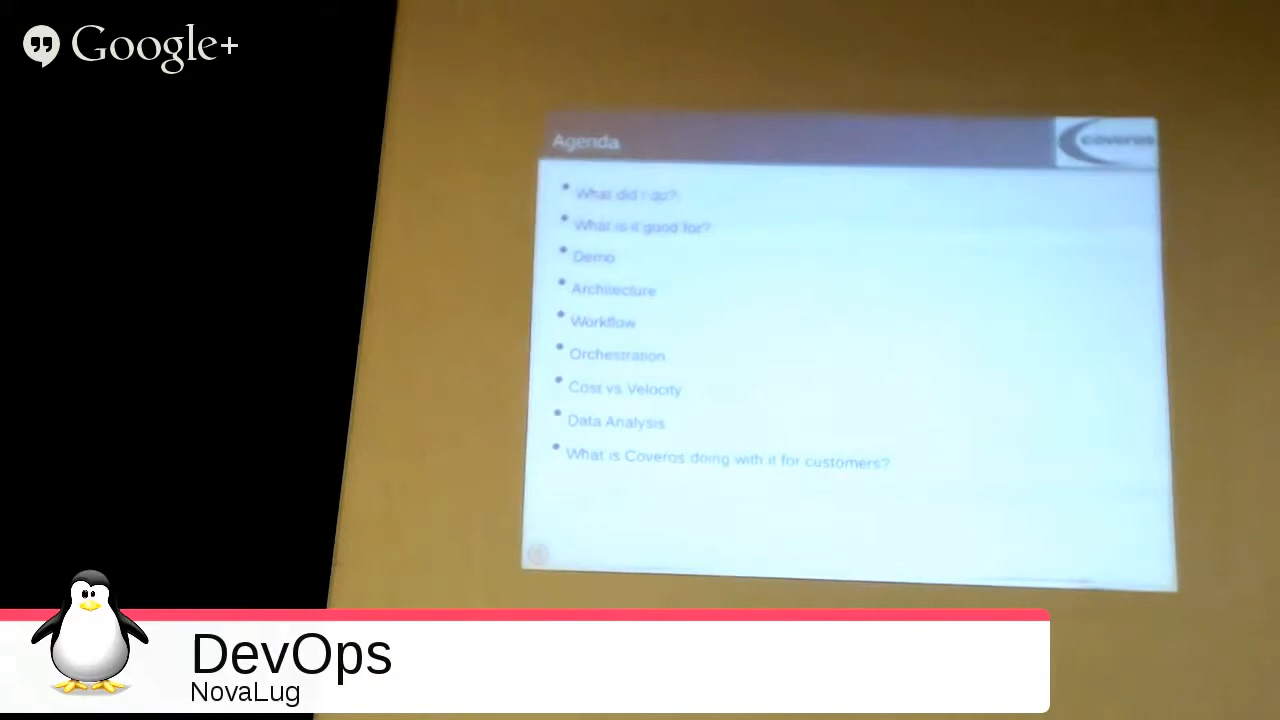 Google+
Agenda
coveros
What did I do?
What is it good for?
Demo
Architecture
Workflow
Orchestration
Cost vs Velocity
Data Analysis
What is Coveros doing with it for customers?
DevOps
NovaLug